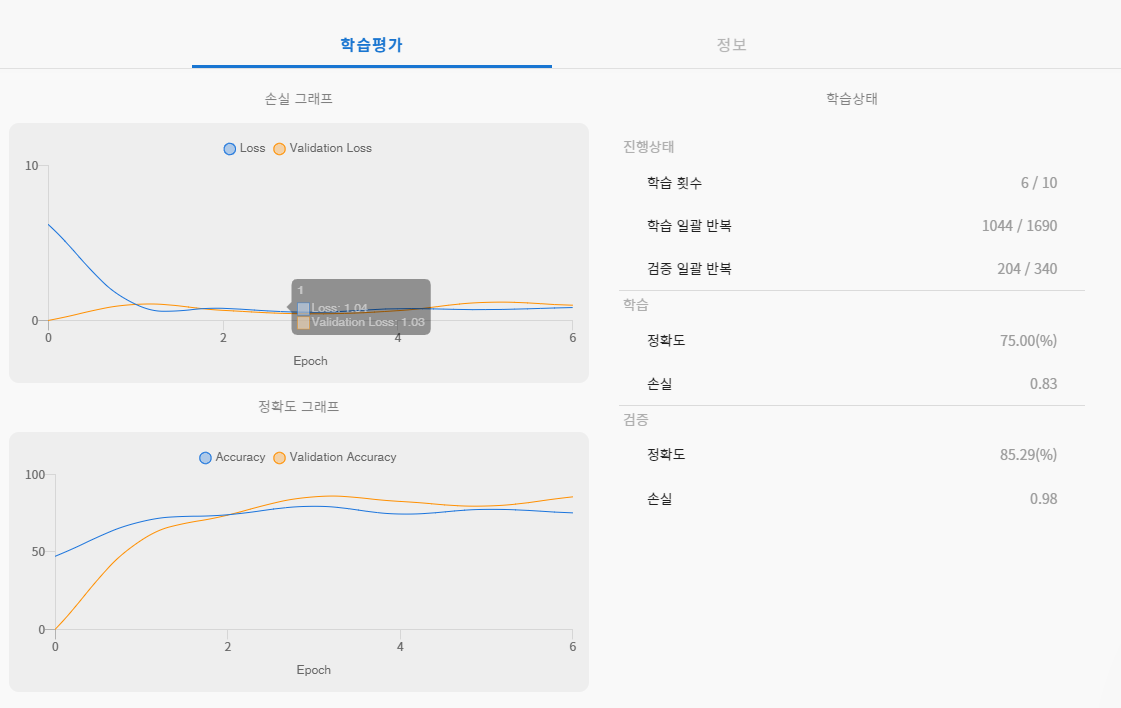 학습평가
정보
손실 그래프
Loss
Validation Loss
10
0
1
Loss: 1.04
Validation Loss: 1.03
0
2
4
6
Epoch
정확도 그래프
Accuracy
Validation Accuracy
100
50
0
0
2
4
6
Epoch
학습상태
진행상태
학습 횟수 6 / 10
학습 일괄 반복 1044 / 1690
검증 일괄 반복 204 / 340
학습
정확도 75.00(%)
손실 0.83
검증
정확도 85.29(%)
손실 0.98